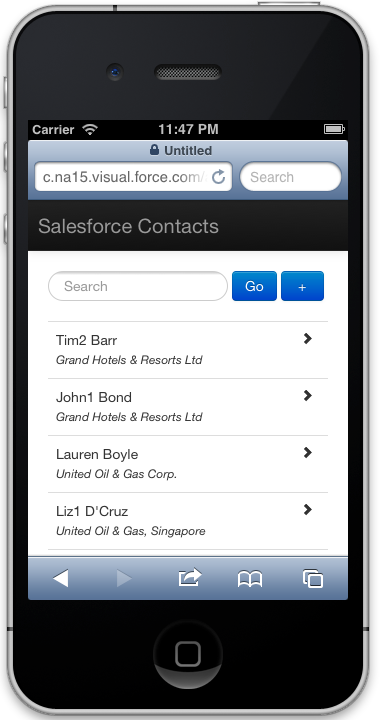 Carrier 11:47 PM
Untitled
c.na15.visual.force.com/
Search
Salesforce Contacts
Search
Go
+
Tim2 Barr
Grand Hotels & Resorts Ltd
John1 Bond
Grand Hotels & Resorts Ltd
Lauren Boyle
United Oil & Gas Corp.
Liz1 D'Cruz
United Oil & Gas, Singapore